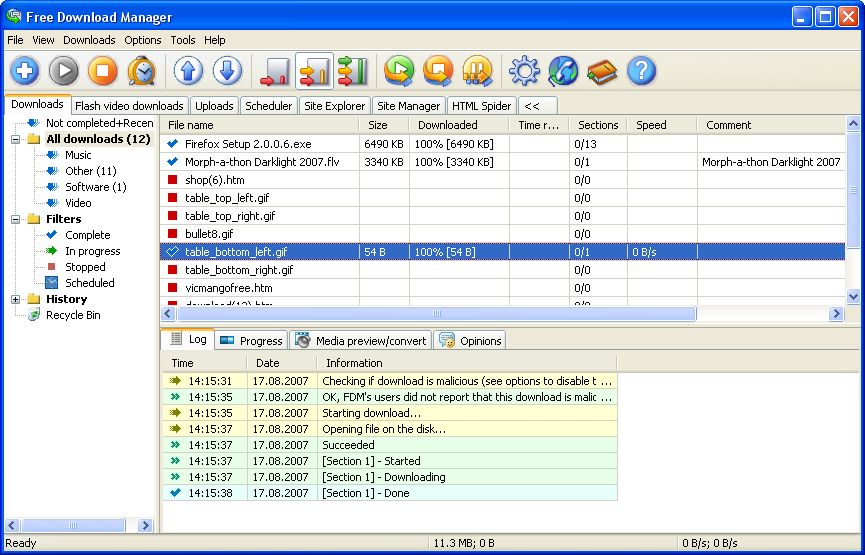 Free Download Manager
File View Downloads Options Tools Help
Downloads Flash video downloads Uploads Scheduler Site Explorer Site Manager HTML Spider <<
Not completed+Recen
All downloads (12)
Music
Other (11)
Software (1)
Video
Filters
Complete
In progress
Stopped
Scheduled
History
Recycle Bin
File name Size Downloaded Time r... Sections Speed Comment
Firefox Setup 2.0.0.6.exe 6490 KB 100% [6490 KB] 0/13
Morph-a-thon Darklight 2007.flv 3340 KB 100% [3340 KB] 0/1 Morph-a-thon Darklight 2007
shop(6).htm 0/0
table_top_left.gif 0/0
table_top_right.gif 0/0
bullet8.gif 0/0
table_bottom_left.gif 54 B 100% [54 B] 0/1 0 B/s
table_bottom_right.gif 0/0
vicmangofree.htm 0/0
download(12).htm 0/0
Log Progress Media preview/convert Opinions
Time Date Information
14:15:31 17.08.2007 Checking if download is malicious (see options to disable t ...
14:15:35 17.08.2007 OK, FDM's users did not report that this download is malic ...
14:15:35 17.08.2007 Starting download...
14:15:37 17.08.2007 Opening file on the disk...
14:15:37 17.08.2007 Succeeded
14:15:37 17.08.2007 [Section 1] - Started
14:15:37 17.08.2007 [Section 1] - Downloading
14:15:38 17.08.2007 [Section 1] - Done
Ready 11.3 MB; 0 B 0 B/s; 0 B/s